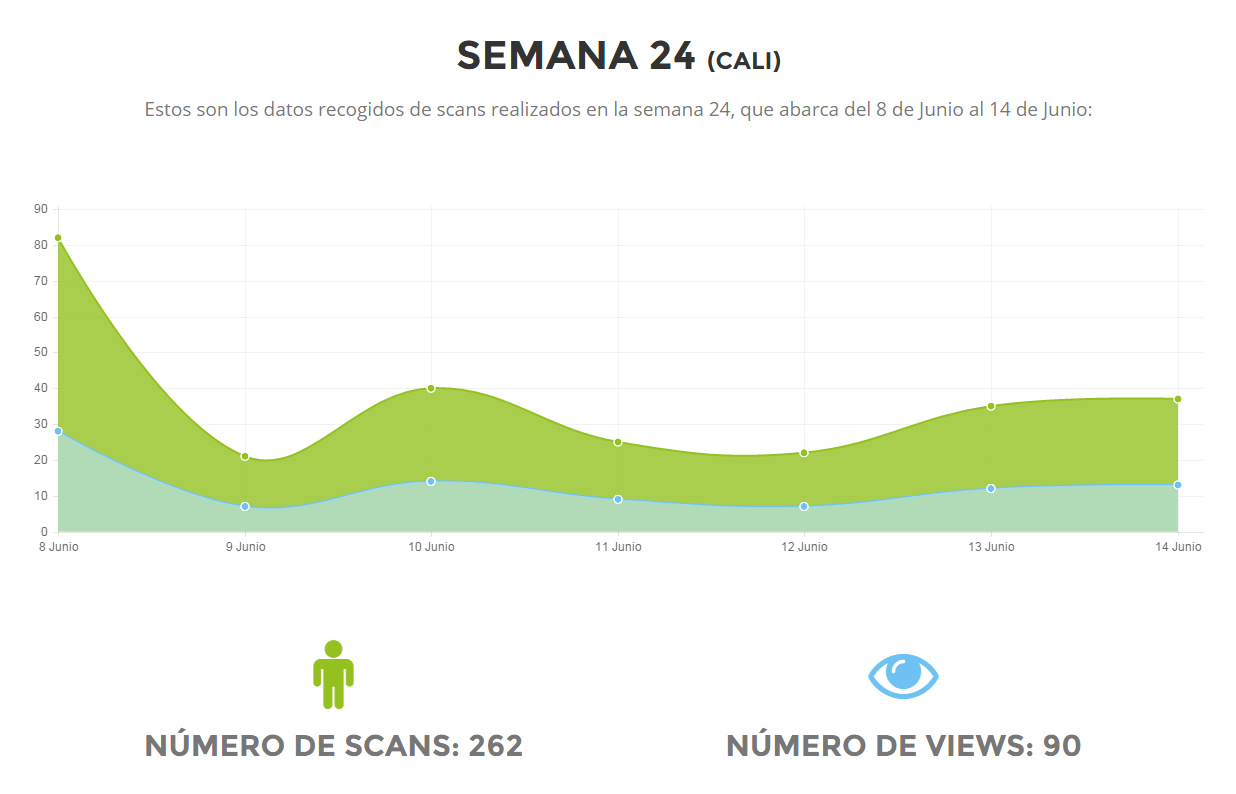 SEMANA 24 (CALI)
Estos son los datos recogidos de scans realizados en la semana 24, que abarca del 8 de Junio al 14 de Junio:
90
80
70
60
50
40
30
20
10
0
8 Junio 9 Junio 10 Junio 11 Junio 12 Junio 13 Junio 14 Junio
NÚMERO DE SCANS: 262 NÚMERO DE VIEWS: 90